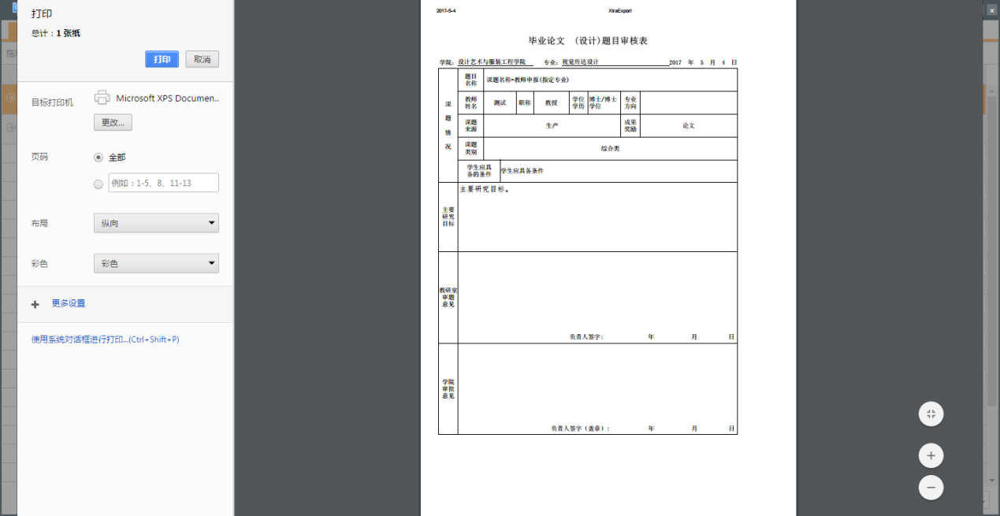 打印
总计：1 张纸
打印 取消
目标打印机 Microsoft XPS Documen..
更改...
页码 全部
例如：1-5、8、11-13
布局 纵向
彩色 彩色
更多设置
使用系统对话框进行打印...(Ctrl+Shift+P)
2017-5-4 XtraExport
毕业论文 (设计)题目审核表
学院: 设计艺术与服装工程学院 专业: 视觉传达设计 2017 年 5 月 4 日
课题情况
题目名称 课题名称-教师申报(指定专业)
教师姓名 测试 职称 教授 学位学历 博士/博士学位 专业方向
课题来源 生产 成果奖励 论文
课题类别 综合类
学生应具备的条件 学生应具备条件
主要研究目标 主要研究目标。
教研室审题意见
负责人签字: 年 月 日
学院审批意见
负责人签字(盖章): 年 月 日